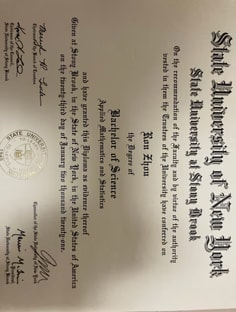 State University of New York
State University at Stony Brook
On the recommendation of the Faculty and by virtue of the authority
vested in them the Trustees of the University have conferred on
Ran Zhou
the Degree of
Bachelor of Science
Applied Mathematics and Statistics
and have granted this Diploma as evidence thereof
Given at Stony Brook, in the State of New York, in the United States of America
on the twenty-third day of January two thousand twenty-one.
STATE UNIVERSITY